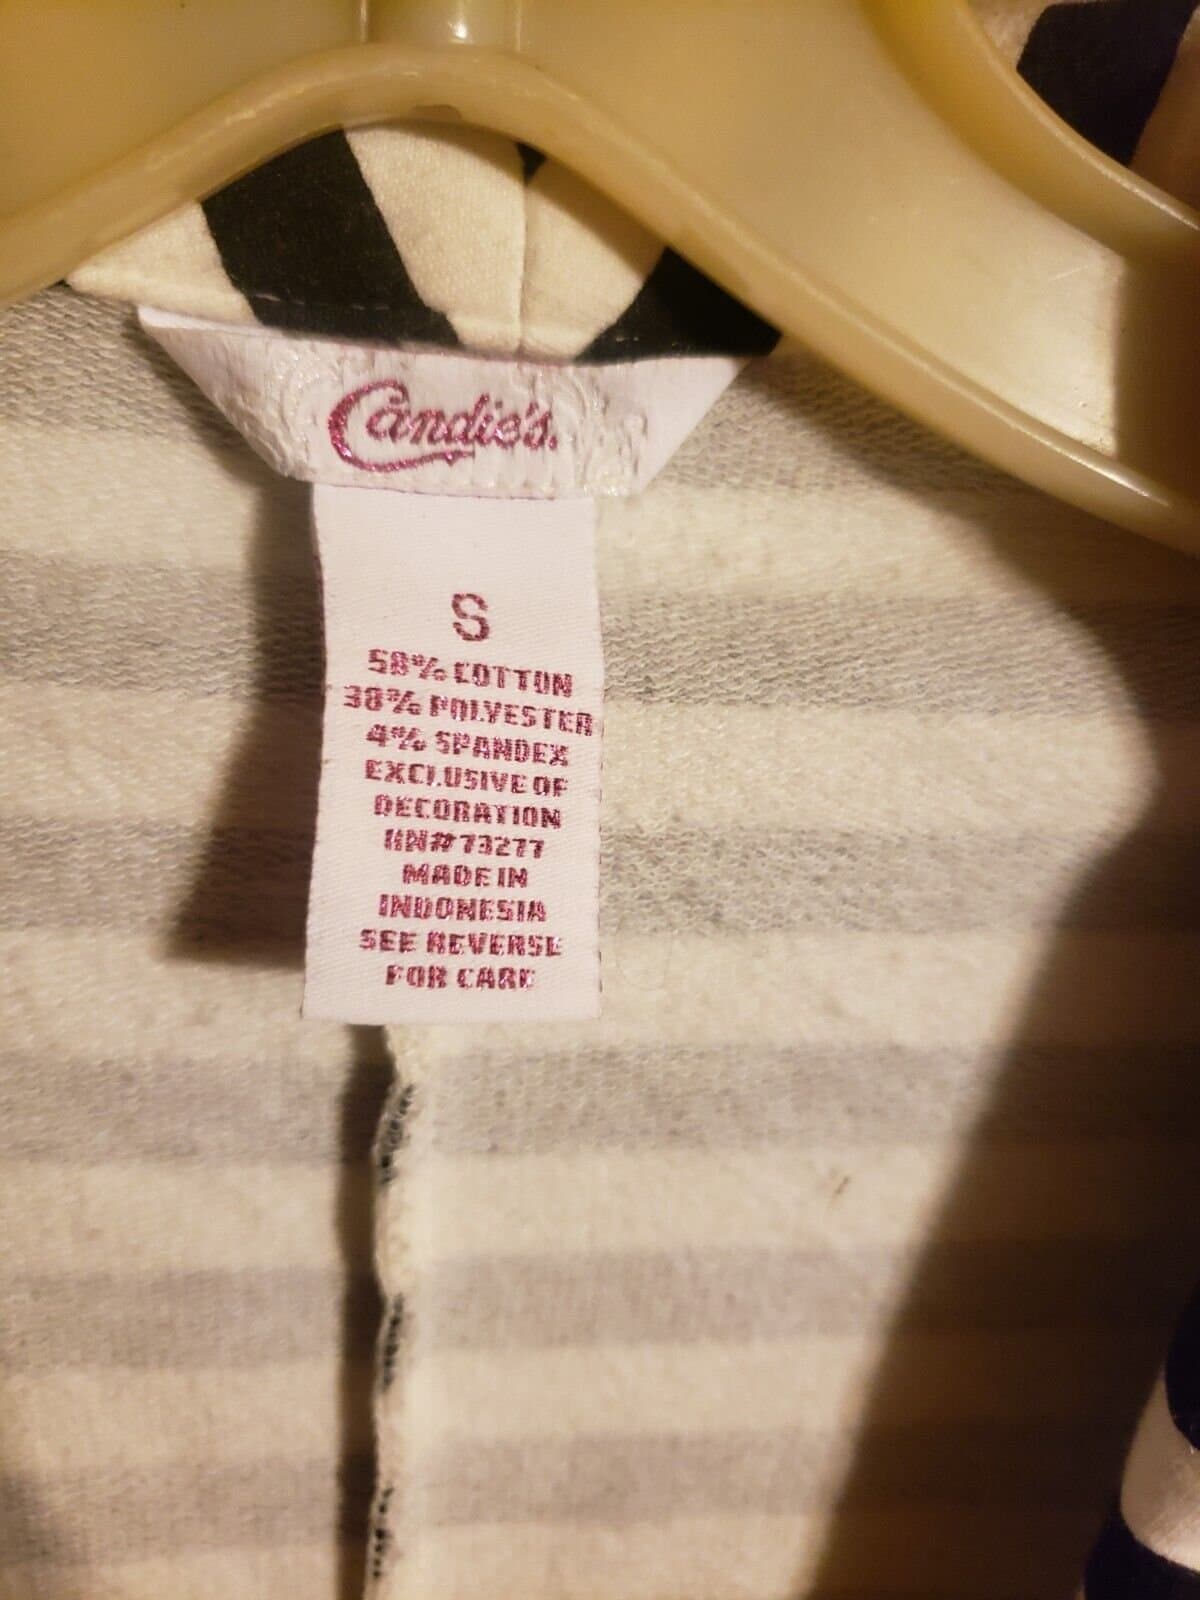 Candie's.
S
58% COTTON
38% POLYESTER
4% SPANDEX
EXCLUSIVE OF
DECORATION
RN# 73277
MADE IN
INDONESIA
SEE REVERSE
FOR CARE